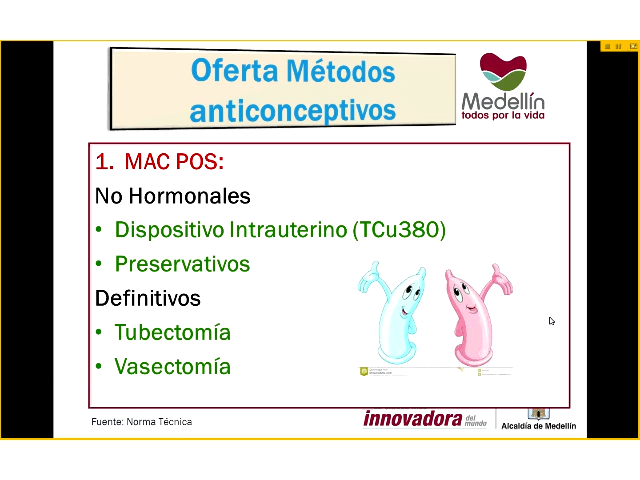 Oferta Métodos
anticonceptivos
Medellín
todos por la vida
1. MAC POS:
No Hormonales
• Dispositivo Intrauterino (TCu380)
• Preservativos
Definitivos
• Tubectomía
• Vasectomía
Fuente: Norma Técnica
innovadora del mundo
Alcaldía de Medellín